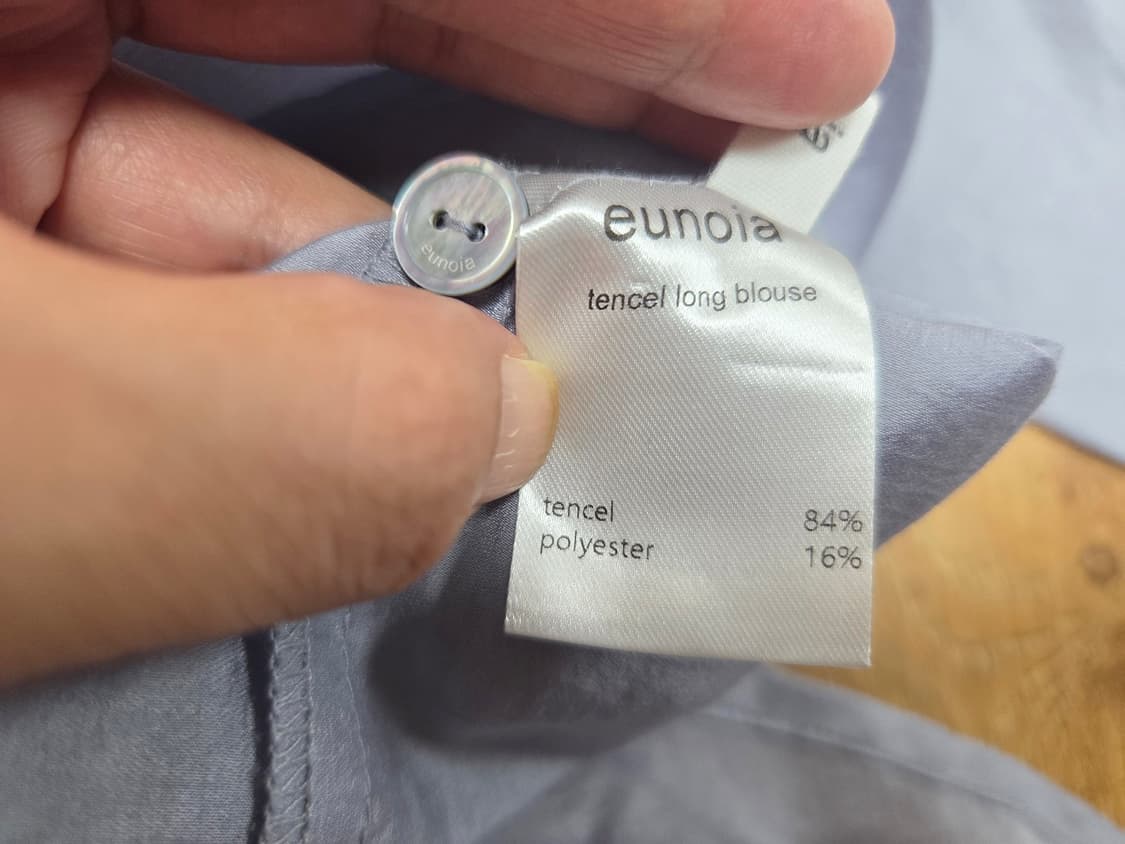 eunoia
eunoia
tencel long blouse
tencel 84%
polyester 16%